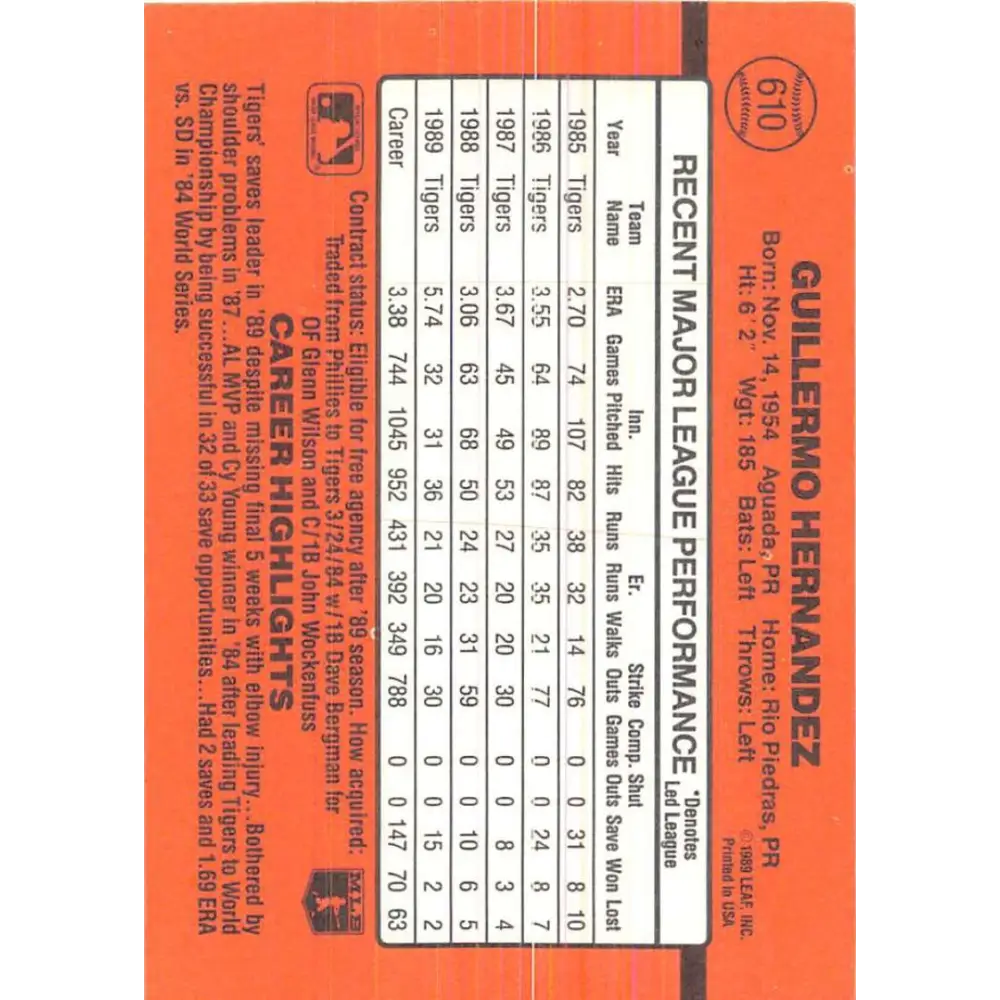 610
GUILLERMO HERNANDEZ
Born: Nov. 14, 1954 Aguada, PR Home: Rio Piedras, PR
Ht: 6'2" Wgt: 185 Bats: Left Throws: Left
© 1989 LEAF, INC.
Printed in USA
RECENT MAJOR LEAGUE PERFORMANCE
*Denotes
Led League
Team Inn. Er. Strike Comp. Shut
Year Name ERA Games Pitched Hits Runs Runs Walks Outs Games Outs Save Won Lost
1985 Tigers 2.70 74 107 82 38 32 14 76 0 0 31 8 10
1986 Tigers 3.55 64 89 87 35 35 21 77 0 0 24 8 7
1987 Tigers 3.67 45 49 53 27 20 20 30 0 0 8 3 4
1988 Tigers 3.06 63 68 50 24 23 31 59 0 0 10 6 5
1989 Tigers 5.74 32 31 36 21 20 16 30 0 0 15 2 2
Career 3.38 744 1045 952 431 392 349 788 0 0 147 70 63
Contract status: Eligible for free agency after '89 season. How acquired:
Traded from Phillies to Tigers 3/24/84 w/1B Dave Bergman for
OF Glenn Wilson and C/1B John Wockenfuss
MLB
CAREER HIGHLIGHTS
Tigers' saves leader in '89 despite missing final 5 weeks with elbow injury...Bothered by
shoulder problems in '87...AL MVP and Cy Young winner in '84 after leading Tigers to World
Championship by being successful in 32 of 33 save opportunities...Had 2 saves and 1.69 ERA
vs. SD in '84 World Series.